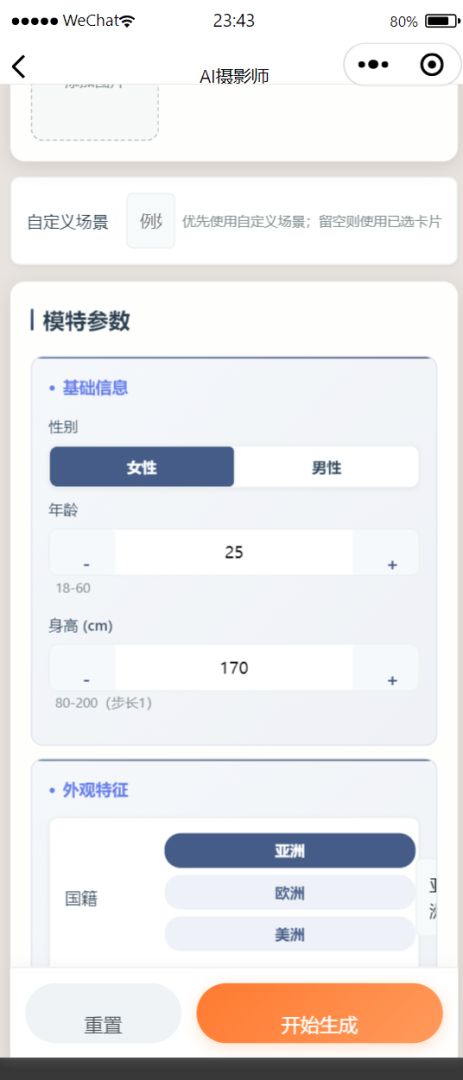 WeChat 23:43 80%
AI摄影师
添加图片
自定义场景 例 优先使用自定义场景；留空则使用已选卡片
模特参数
• 基础信息
性别
女性 男性
年龄
- 25 +
18-60
身高 (cm)
- 170 +
80-200（步长1）
• 外观特征
国籍
亚洲
欧洲
美洲
重置 开始生成